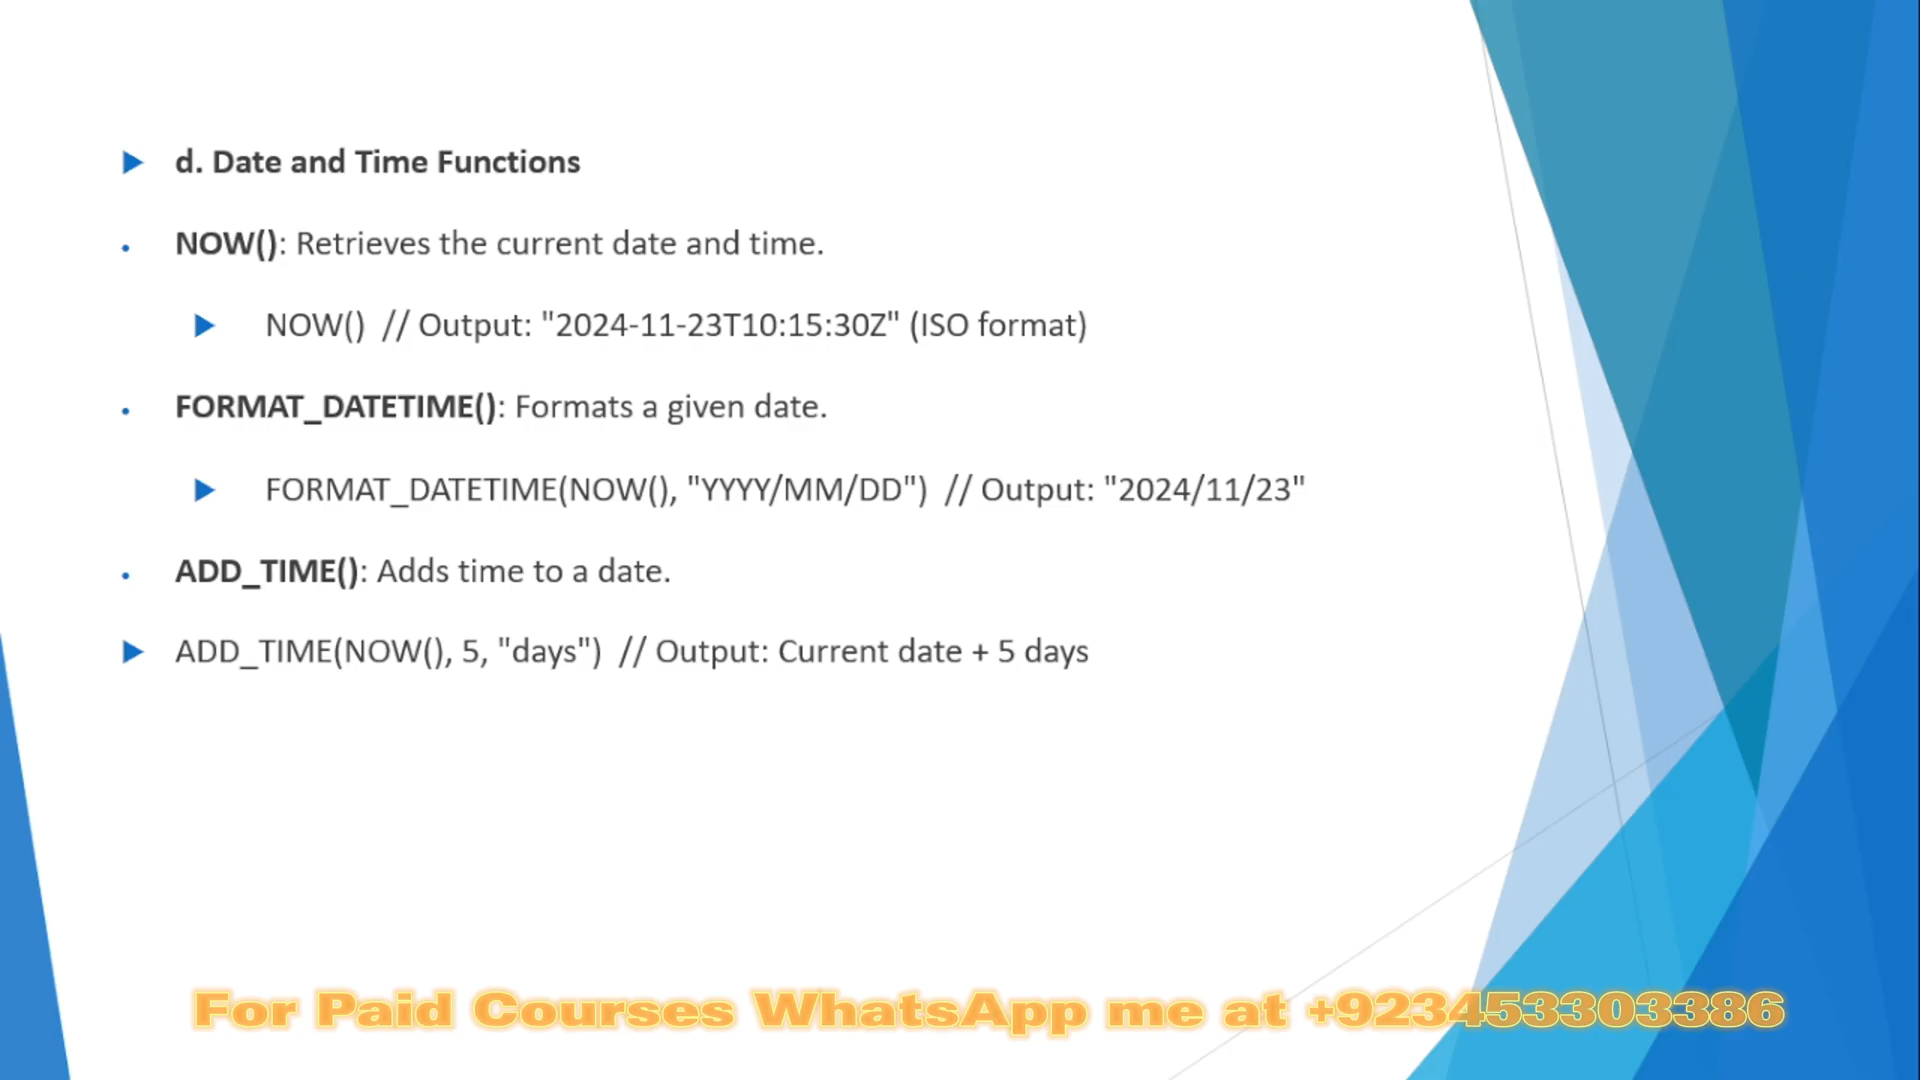 d. Date and Time Functions
NOW(): Retrieves the current date and time.
NOW()  // Output: "2024-11-23T10:15:30Z" (ISO format)
FORMAT_DATETIME(): Formats a given date.
FORMAT_DATETIME(NOW(), "YYYY/MM/DD")  // Output: "2024/11/23"
ADD_TIME(): Adds time to a date.
ADD_TIME(NOW(), 5, "days")  // Output: Current date + 5 days
For Paid Courses WhatsApp me at +923453303386